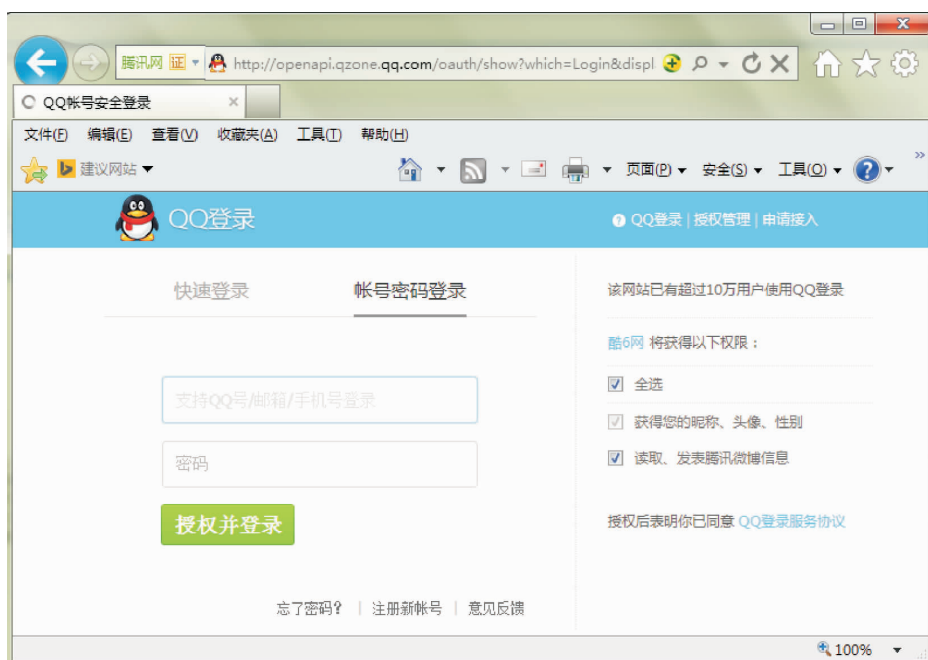 腾讯网 证 http://openapi.qzone.qq.com/oauth/show?which=Login&displ
QQ帐号安全登录
文件(F) 编辑(E) 查看(V) 收藏夹(A) 工具(T) 帮助(H)
建议网站 页面(P) 安全(S) 工具(O)
QQ登录 QQ登录 | 授权管理 | 申请接入
快速登录 帐号密码登录
支持QQ号/邮箱/手机号登录
密码
授权并登录
忘了密码? | 注册新帐号 | 意见反馈
该网站已有超过10万用户使用QQ登录
酷6网 将获得以下权限：
全选
获得您的昵称、头像、性别
读取、发表腾讯微博信息
授权后表明你已同意 QQ登录服务协议
100%